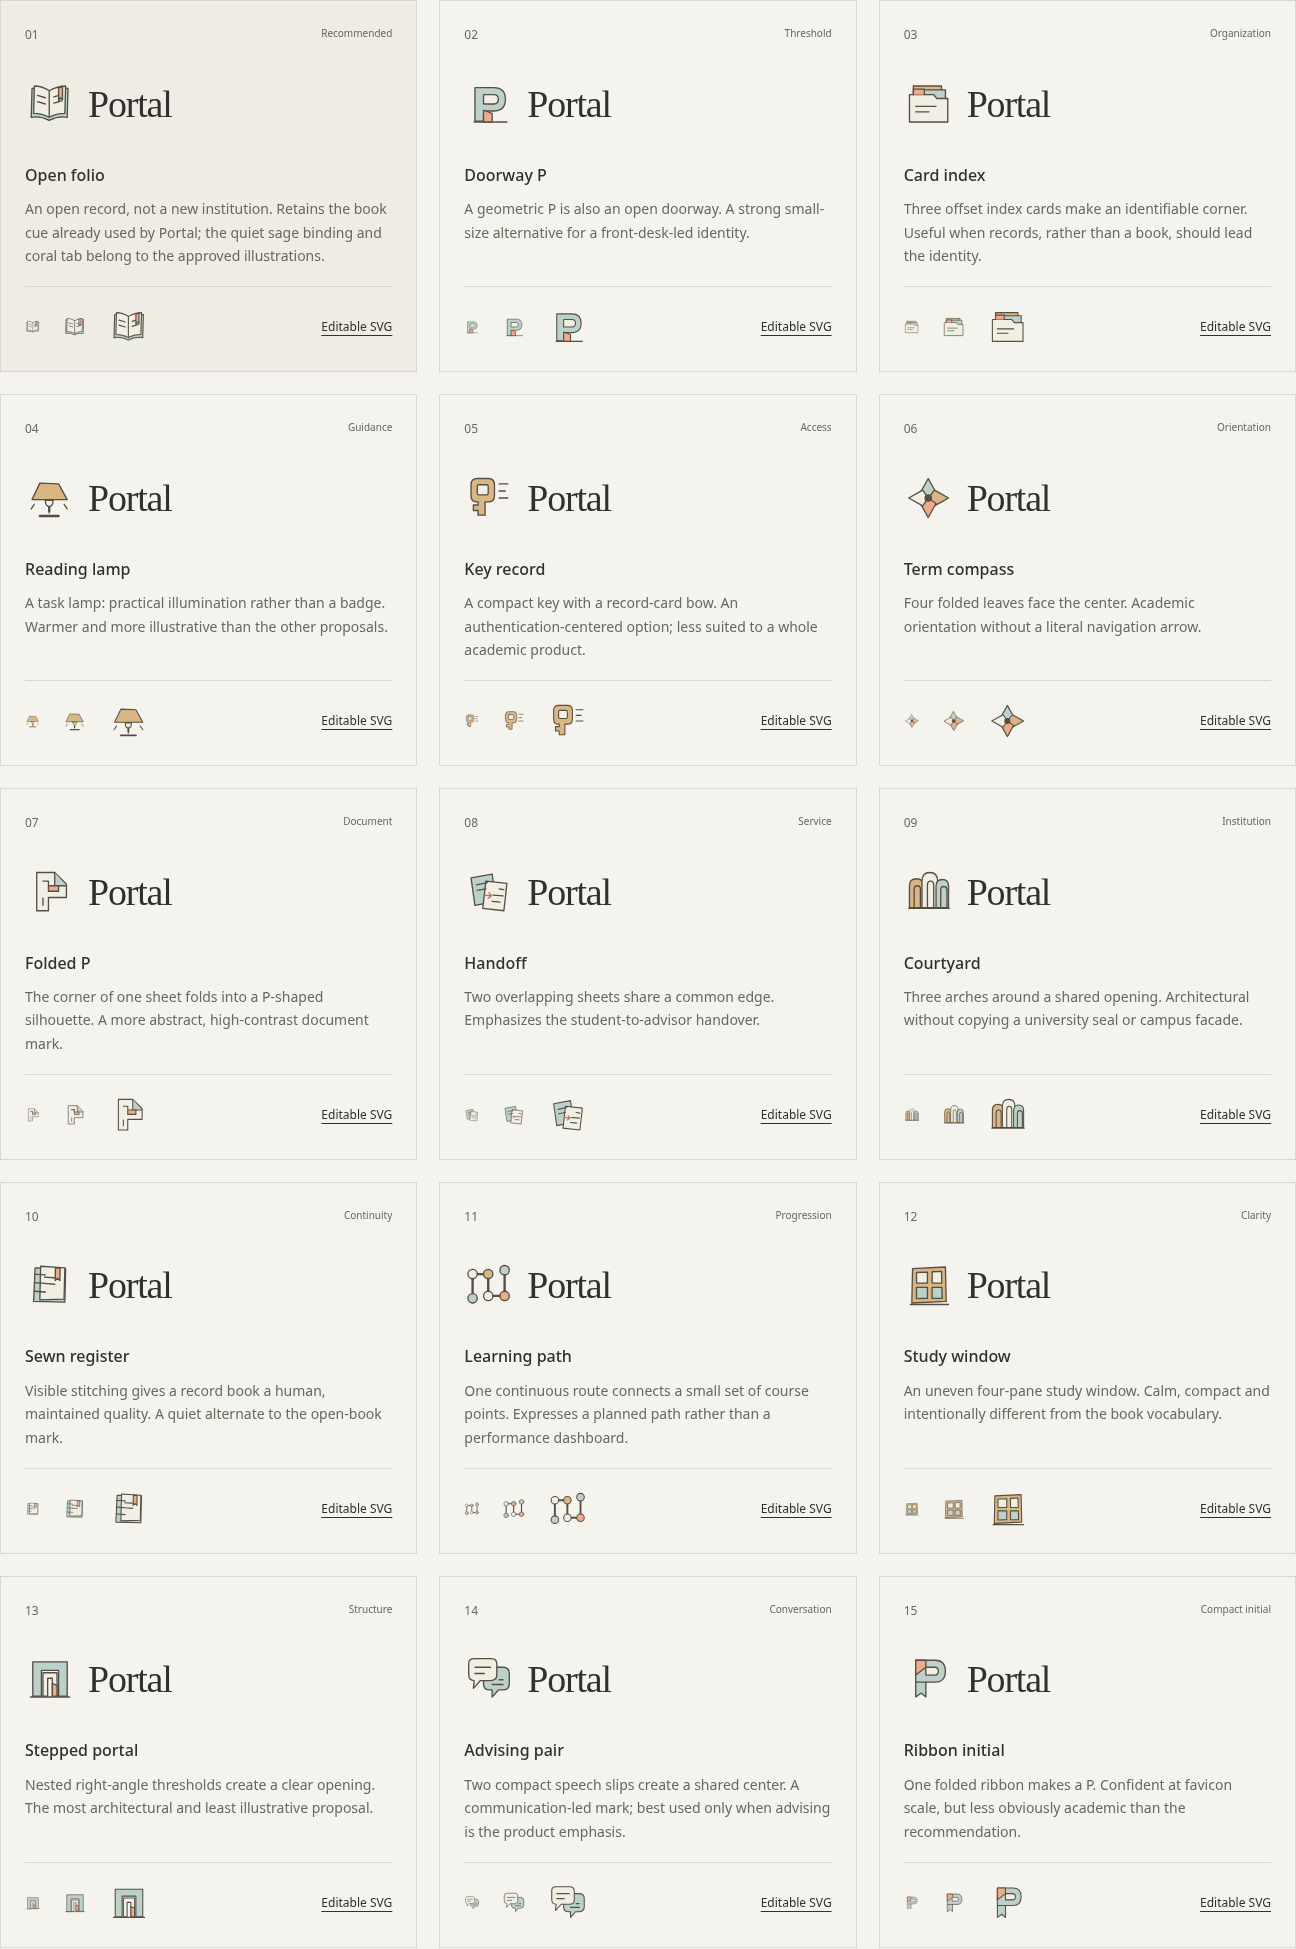 01
Recommended
Portal
Open folio
An open record, not a new institution. Retains the book
cue already used by Portal; the quiet sage binding and
coral tab belong to the approved illustrations.
Editable SVG
02
Threshold
Portal
Doorway P
A geometric P is also an open doorway. A strong small-
size alternative for a front-desk-led identity.
Editable SVG
03
Organization
Portal
Card index
Three offset index cards make an identifiable corner.
Useful when records, rather than a book, should lead
the identity.
Editable SVG
04
Guidance
Portal
Reading lamp
A task lamp: practical illumination rather than a badge.
Warmer and more illustrative than the other proposals.
Editable SVG
05
Access
Portal
Key record
A compact key with a record-card bow. An
authentication-centered option; less suited to a whole
academic product.
Editable SVG
06
Orientation
Portal
Term compass
Four folded leaves face the center. Academic
orientation without a literal navigation arrow.
Editable SVG
07
Document
Portal
Folded P
The corner of one sheet folds into a P-shaped
silhouette. A more abstract, high-contrast document
mark.
Editable SVG
08
Service
Portal
Handoff
Two overlapping sheets share a common edge.
Emphasizes the student-to-advisor handover.
Editable SVG
09
Institution
Portal
Courtyard
Three arches around a shared opening. Architectural
without copying a university seal or campus facade.
Editable SVG
10
Continuity
Portal
Sewn register
Visible stitching gives a record book a human,
maintained quality. A quiet alternate to the open-book
mark.
Editable SVG
11
Progression
Portal
Learning path
One continuous route connects a small set of course
points. Expresses a planned path rather than a
performance dashboard.
Editable SVG
12
Clarity
Portal
Study window
An uneven four-pane study window. Calm, compact and
intentionally different from the book vocabulary.
Editable SVG
13
Structure
Portal
Stepped portal
Nested right-angle thresholds create a clear opening.
The most architectural and least illustrative proposal.
Editable SVG
14
Conversation
Portal
Advising pair
Two compact speech slips create a shared center. A
communication-led mark; best used only when advising
is the product emphasis.
Editable SVG
15
Compact initial
Portal
Ribbon initial
One folded ribbon makes a P. Confident at favicon
scale, but less obviously academic than the
recommendation.
Editable SVG